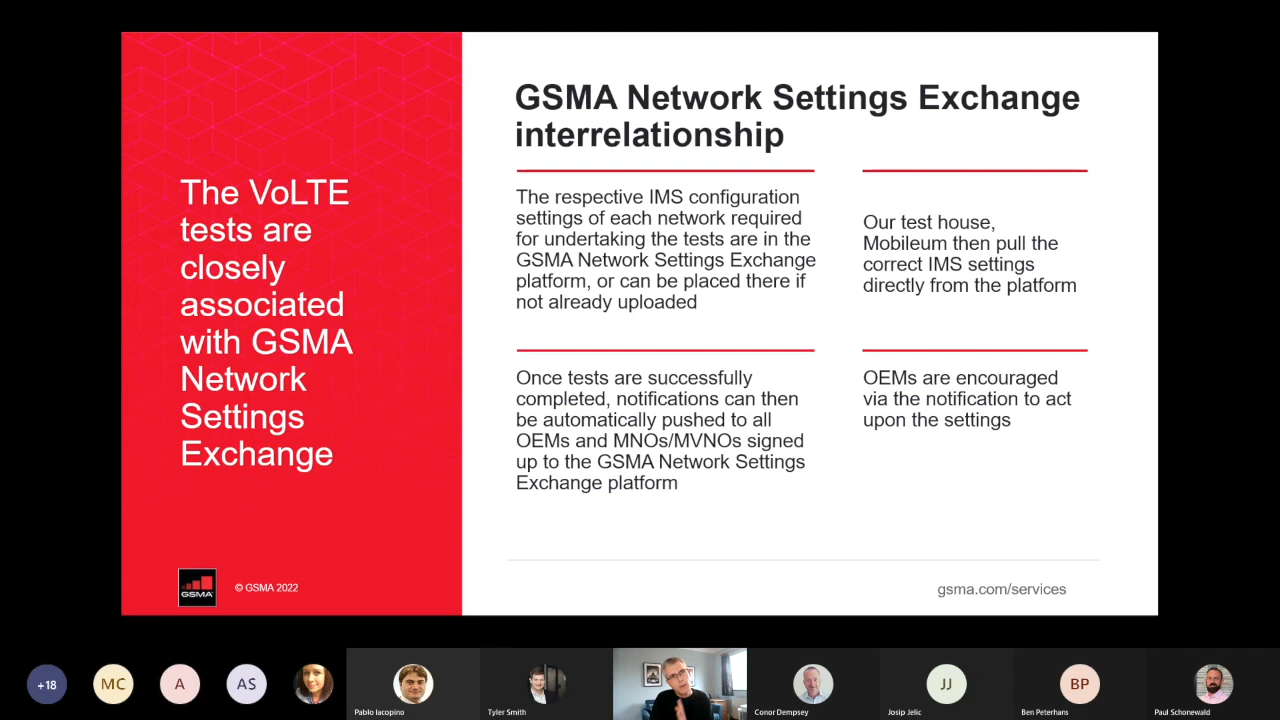 The VoLTE
tests are
closely
associated
with GSMA
Network
Settings
Exchange
GSMA
© GSMA 2022
GSMA Network Settings Exchange
interrelationship
The respective IMS configuration
settings of each network required
for undertaking the tests are in the
GSMA Network Settings Exchange
platform, or can be placed there if
not already uploaded
Our test house,
Mobileum then pull the
correct IMS settings
directly from the platform
Once tests are successfully
completed, notifications can then
be automatically pushed to all
OEMs and MNOs/MVNOs signed
up to the GSMA Network Settings
Exchange platform
OEMs are encouraged
via the notification to act
upon the settings
gsma.com/services
+18
MC
A
AS
Pablo Iacopino
Tyler Smith
Conor Dempsey
JJ
Josip Jelic
BP
Ben Peterhans
Paul Schonewald